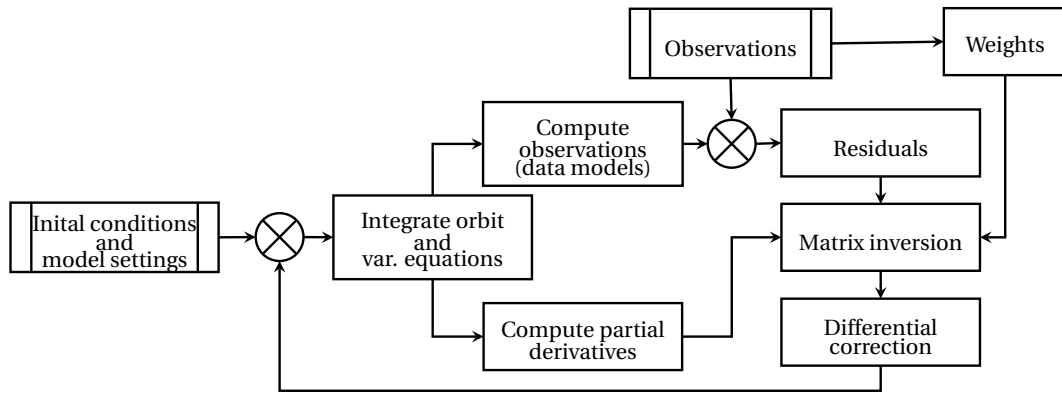 Observations
Weights
Compute
observations
(data models)
Residuals
Inital conditions
and
model settings
Integrate orbit
and
var. equations
Matrix inversion
Compute partial
derivatives
Differential
correction